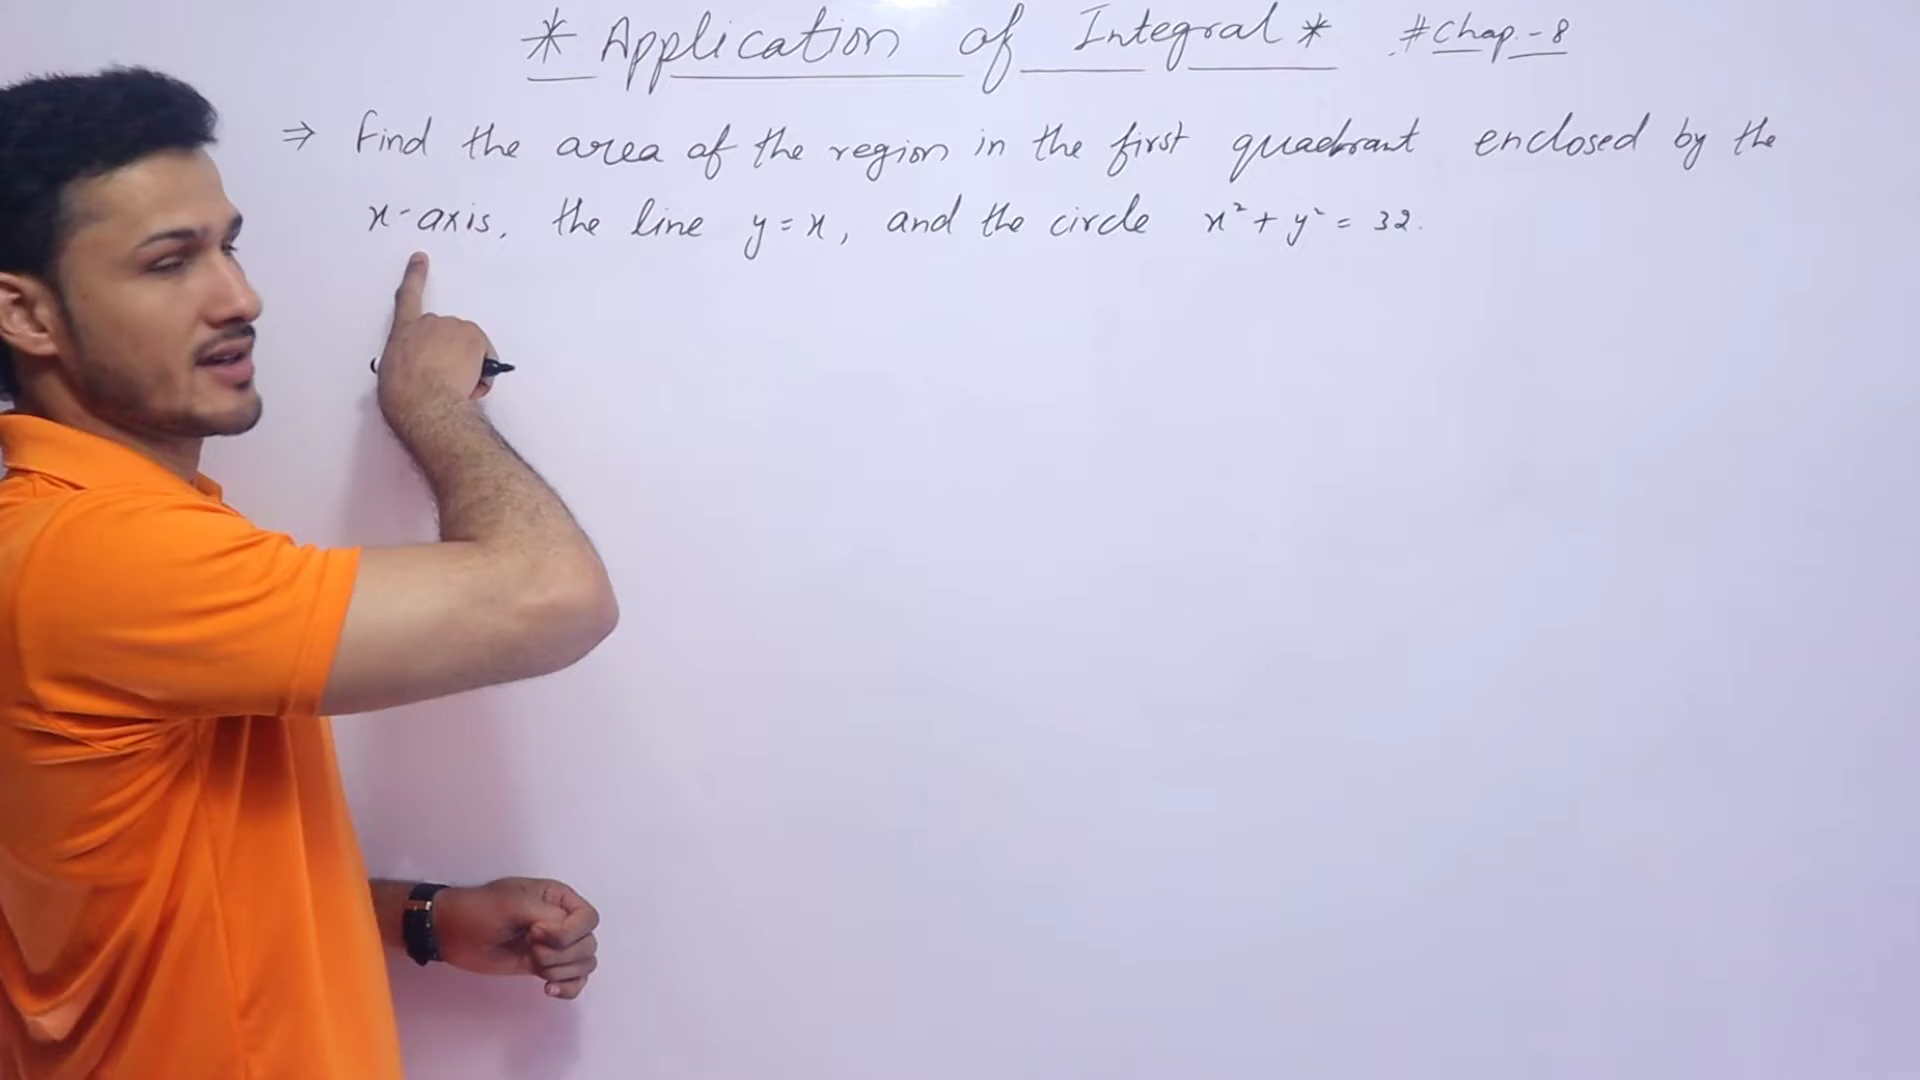 * Application of Integral * #Chap.-8
⇒ Find the area of the region in the first quadrant enclosed by the
x-axis, the line y = x, and the circle x² + y² = 32.